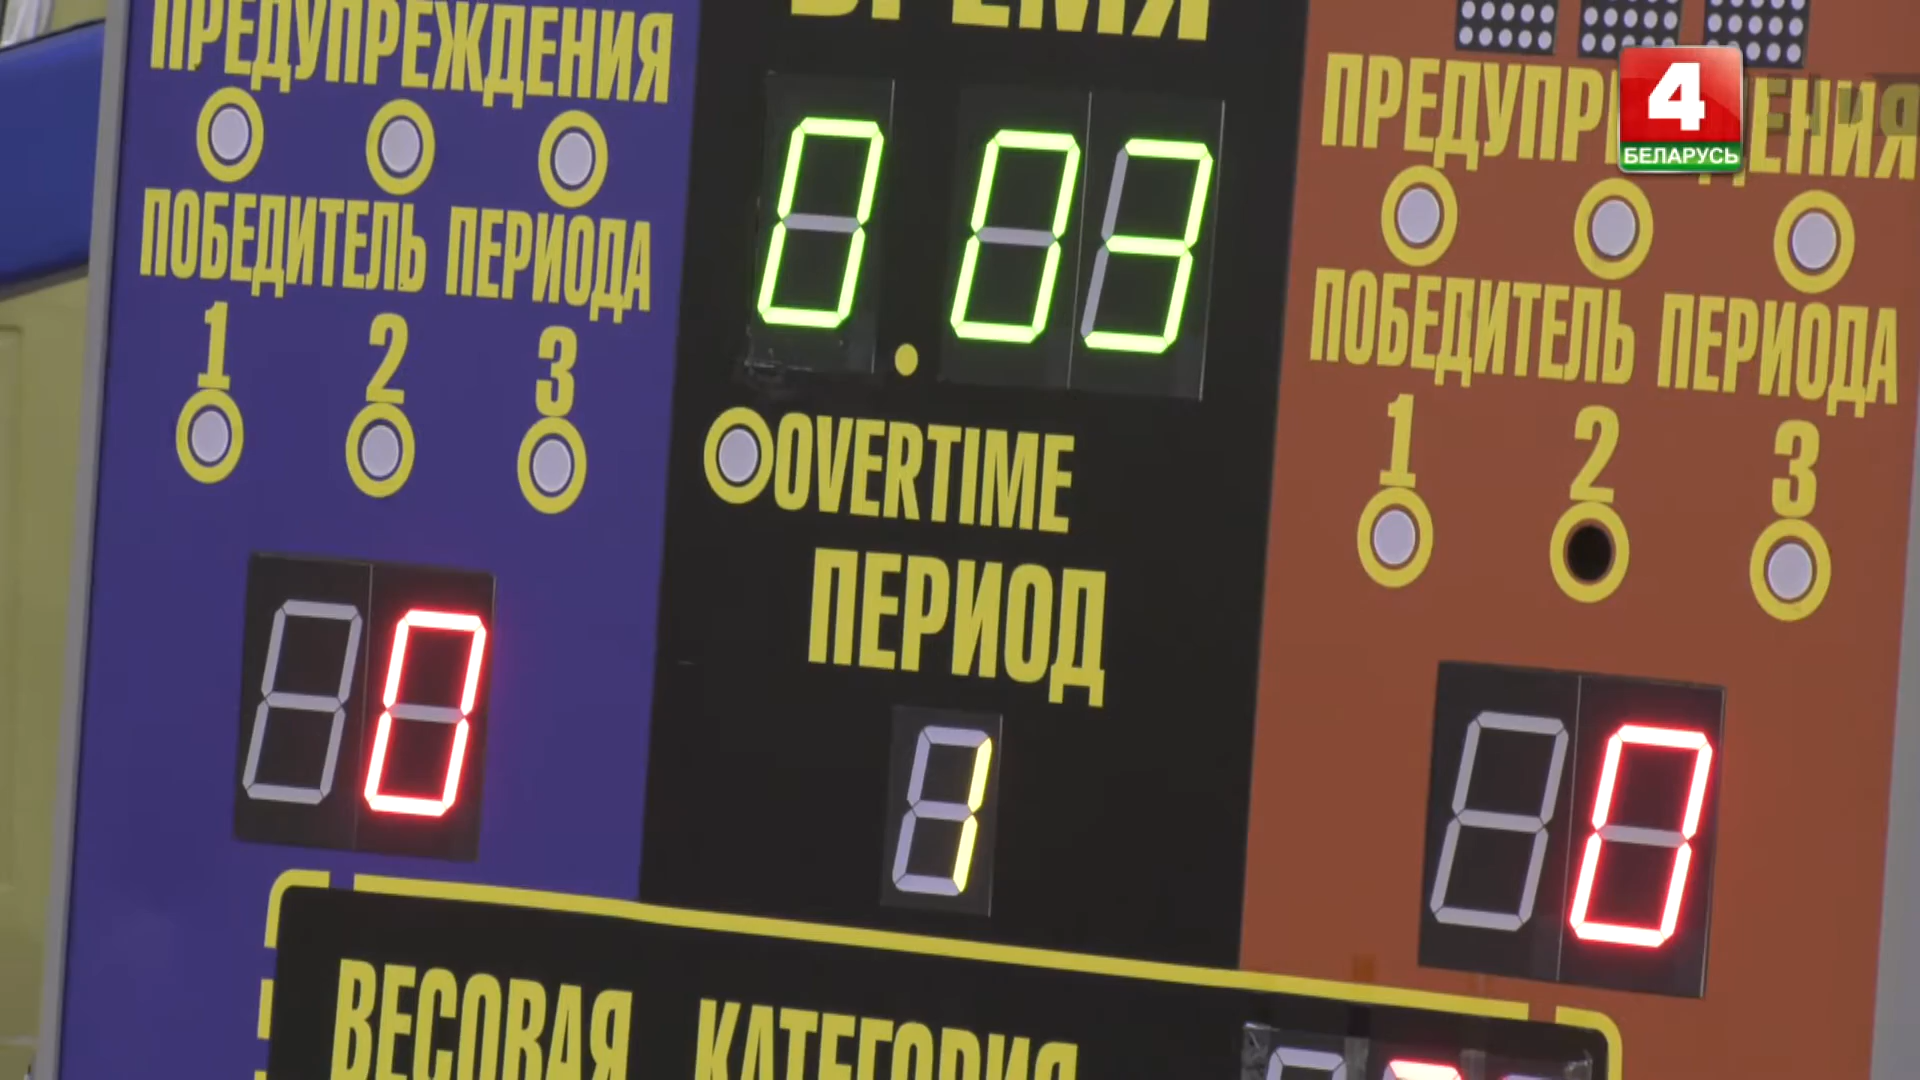 ВРЕМЯ
4
БЕЛАРУСЬ
ПРЕДУПРЕЖДЕНИЯ
0.03
ПРЕДУПРЕЖДЕНИЯ
ПОБЕДИТЕЛЬ ПЕРИОДА
1 2 3
OVERTIME
ПОБЕДИТЕЛЬ ПЕРИОДА
1 2 3
ПЕРИОД
0
1
0
ВЕСОВАЯ КАТЕГОРИЯ